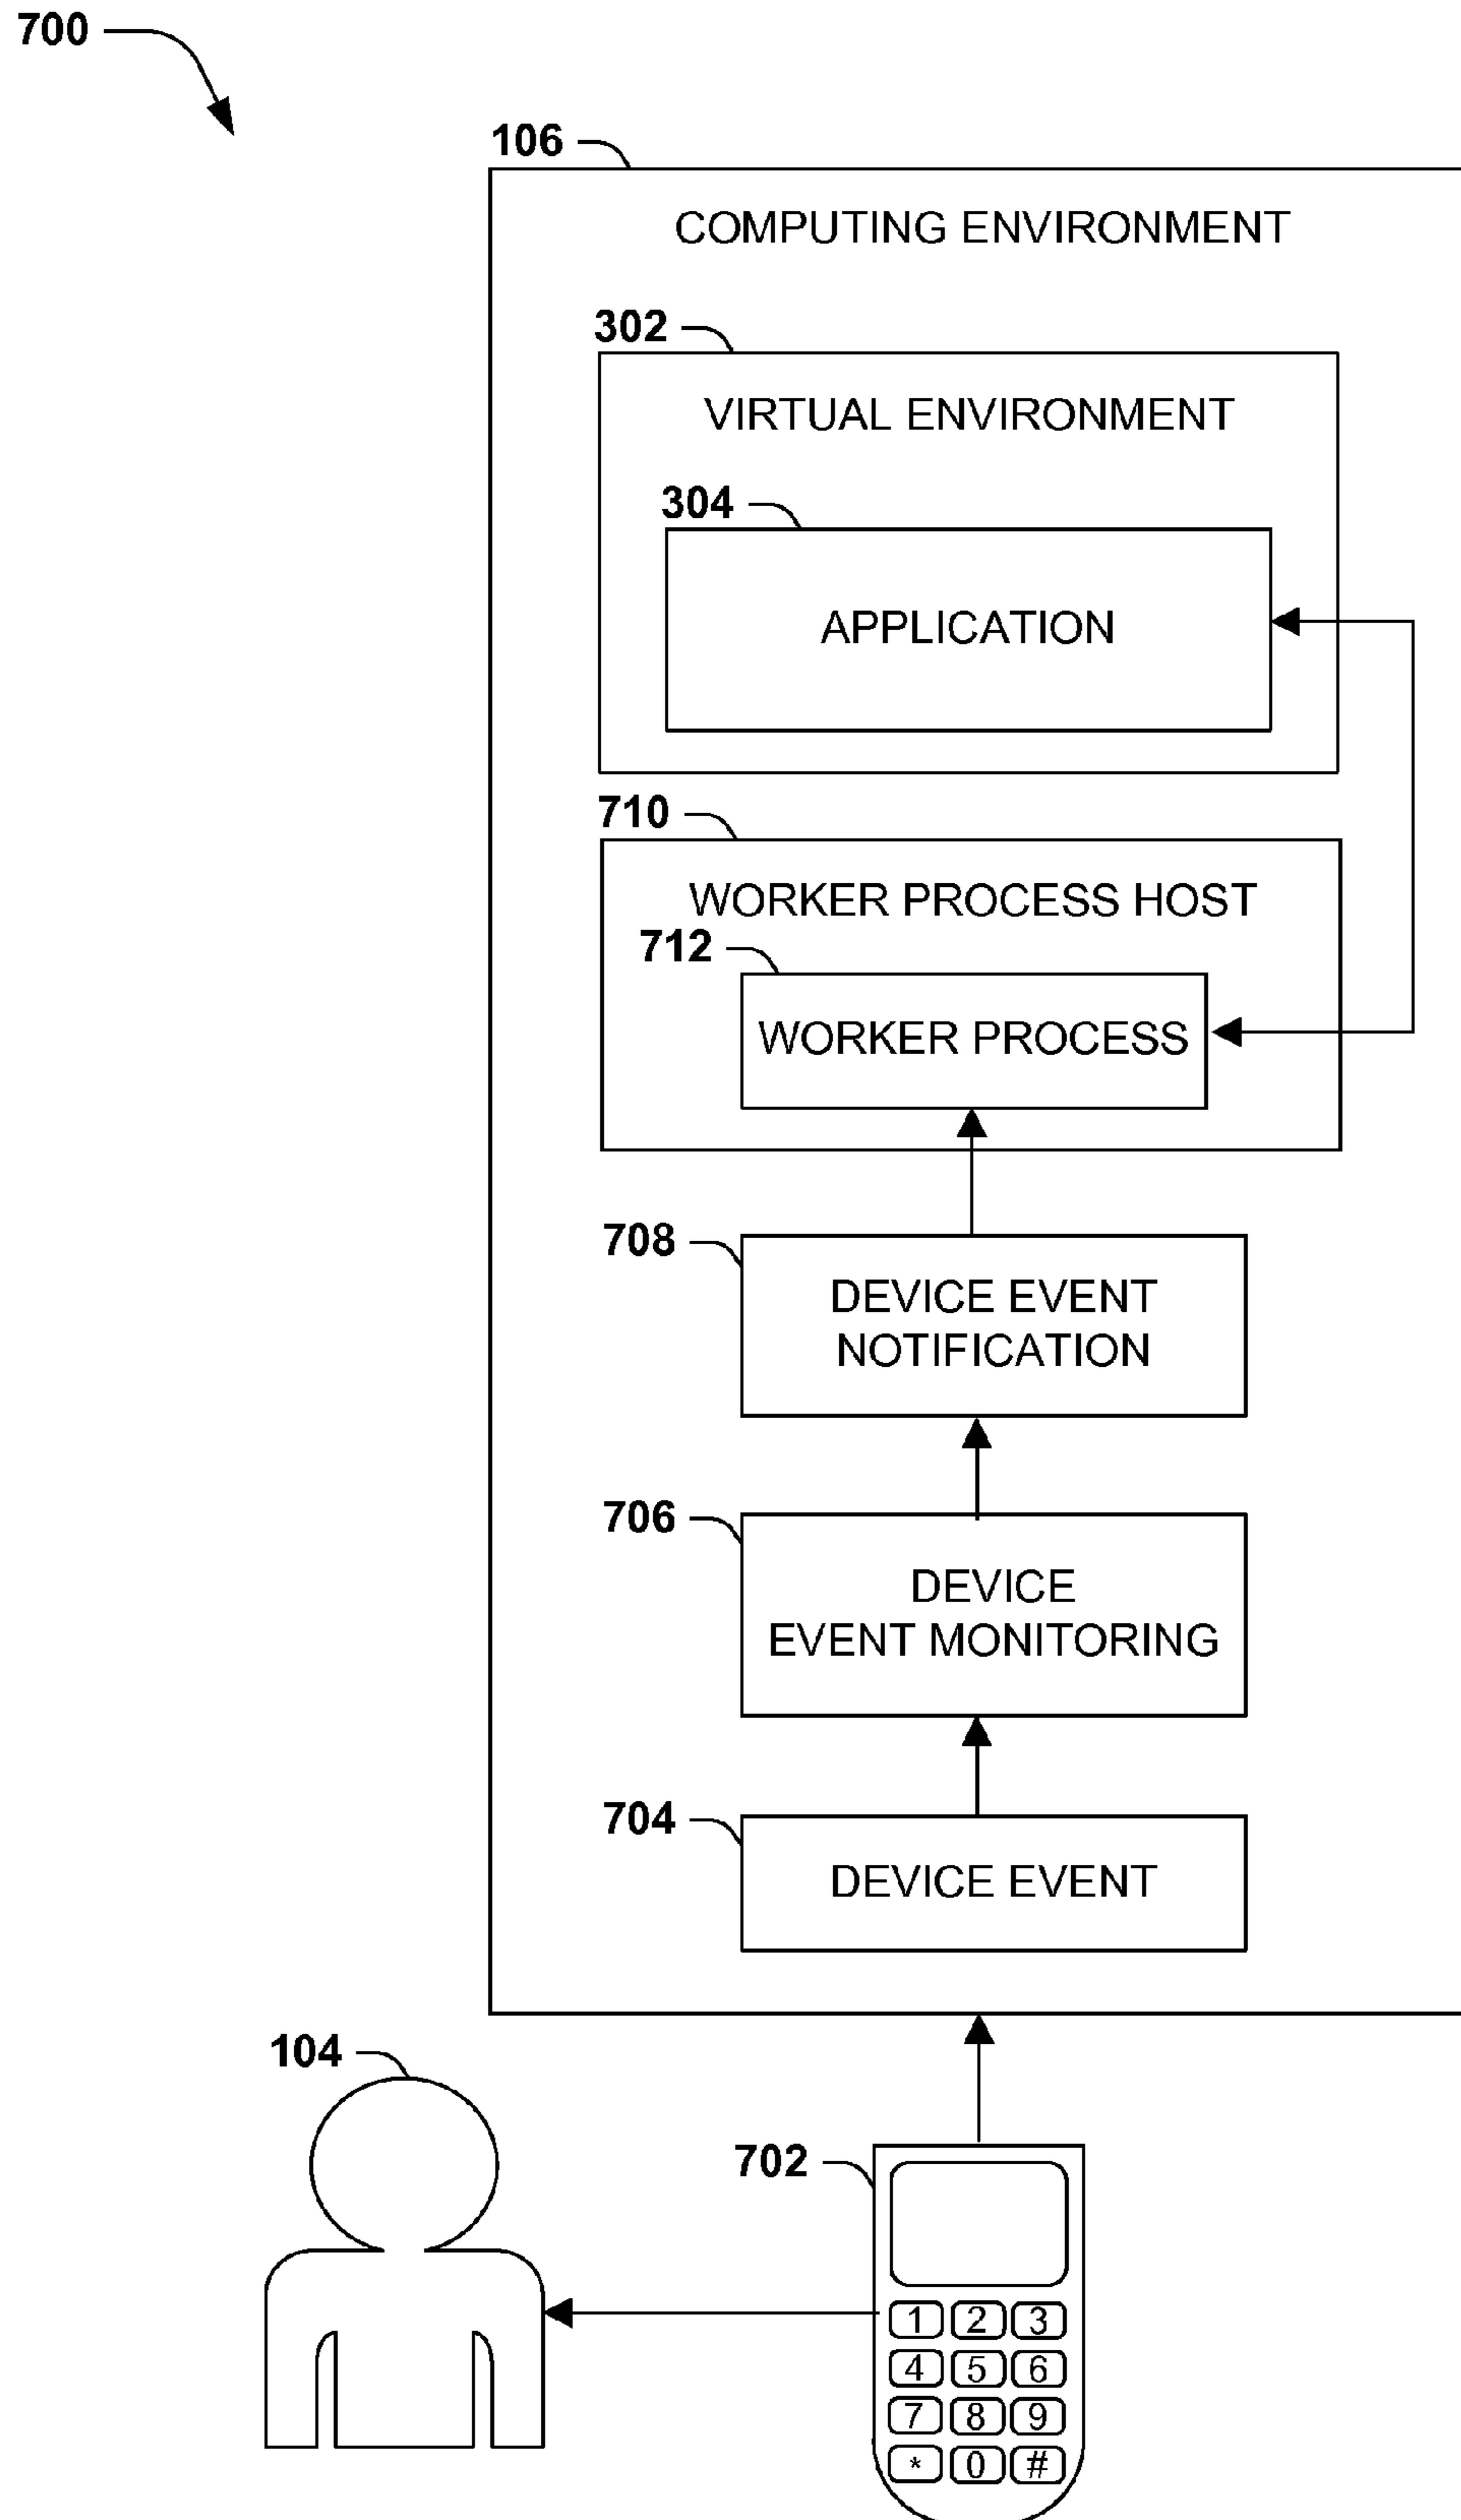 700
106
COMPUTING ENVIRONMENT
302
VIRTUAL ENVIRONMENT
304
APPLICATION
710
WORKER PROCESS HOST
712
WORKER PROCESS
708
DEVICE EVENT
NOTIFICATION
706
DEVICE
EVENT MONITORING
704
DEVICE EVENT
104
702
1 2 3
4 5 6
7 8 9
* 0 #